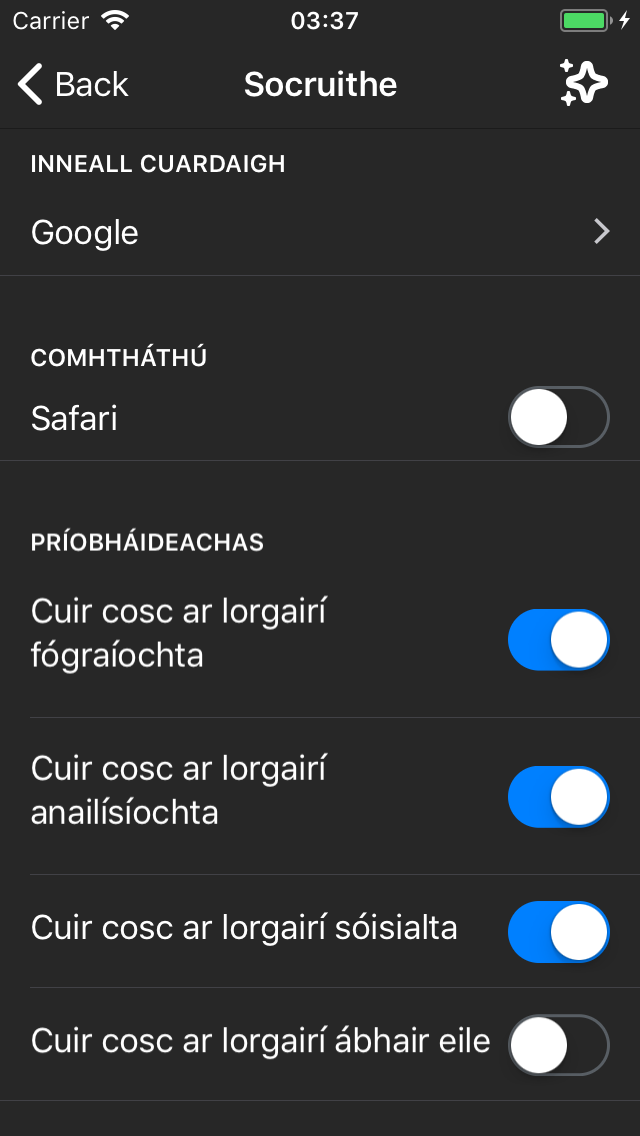 Carrier 03:37
Back Socruithe
INNEALL CUARDAIGH
Google
COMHTHÁTHÚ
Safari
PRÍOBHÁIDEACHAS
Cuir cosc ar lorgairí
fógraíochta
Cuir cosc ar lorgairí
anailísíochta
Cuir cosc ar lorgairí sóisialta
Cuir cosc ar lorgairí ábhair eile